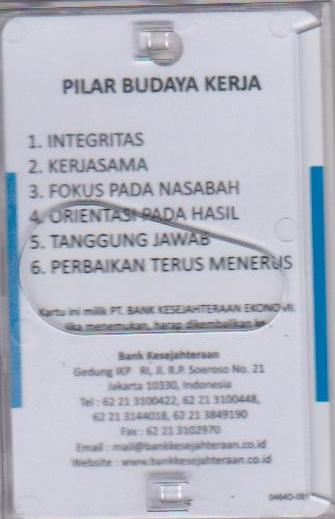 PILAR BUDAYA KERJA
1. INTEGRITAS
2. KERJASAMA
3. FOKUS PADA NASABAH
4. ORIENTASI PADA HASIL
5. TANGGUNG JAWAB
6. PERBAIKAN TERUS MENERUS
Kartu ini milik PT. BANK KESEJAHTERAAN EKONOMI.
Jika menemukan, harap dikembalikan ke
Bank Kesejahteraan
Gedung IKP RI, Jl. R.P. Soeroso No. 21
Jakarta 10330, Indonesia
Tel : 62 21 3100422, 62 21 3100448,
62 21 3144018, 62 21 3849190
Fax : 62 21 3102970
Email : mail@bankkesejahteraan.co.id
Website : www.bankkesejahteraan.co.id